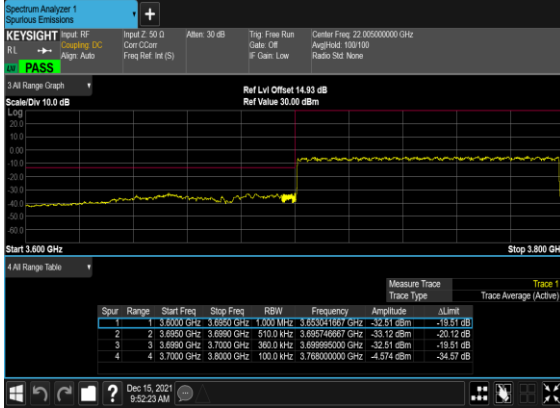 Spectrum Analyzer 1
Spurious Emissions
+
KEYSIGHT Input: RF Input Z: 50 Ω Atten: 30 dB Trig: Free Run Center Freq: 22.005000000 GHz
RL Coupling: DC Corr CCorr Gate: Off Avg|Hold: 100/100
Align: Auto Freq Ref: Int (S) IF Gain: Low Radio Std: None
PASS
3.All Range Graph
Ref Lvl Offset 14.93 dB
Scale/Div 10.0 dB Ref Value 30.00 dBm
Log
20.0
10.0
0.00
-10.0
-20.0
-30.0
-40.0
-50.0
-60.0
Start 3.600 GHz Stop 3.800 GH
4.All Range Table
Measure Trace Trace 1
Trace Type Trace Average (Active)
Spur Range Start Freq Stop Freq RBW Frequency Amplitude ΔLimit
1 1 3.6000 GHz 3.6950 GHz 1.000 MHz 3.653041667 GHz -32.51 dBm -19.51 dB
2 2 3.6950 GHz 3.6990 GHz 510.0 kHz 3.695746667 GHz -33.12 dBm -20.12 dB
3 3 3.6990 GHz 3.7000 GHz 360.0 kHz 3.699995000 GHz -32.51 dBm -19.51 dB
4 4 3.7000 GHz 3.8000 GHz 100.0 kHz 3.768000000 GHz -4.574 dBm -34.57 dB
?
Dec 15, 2021
9:52:23 AM